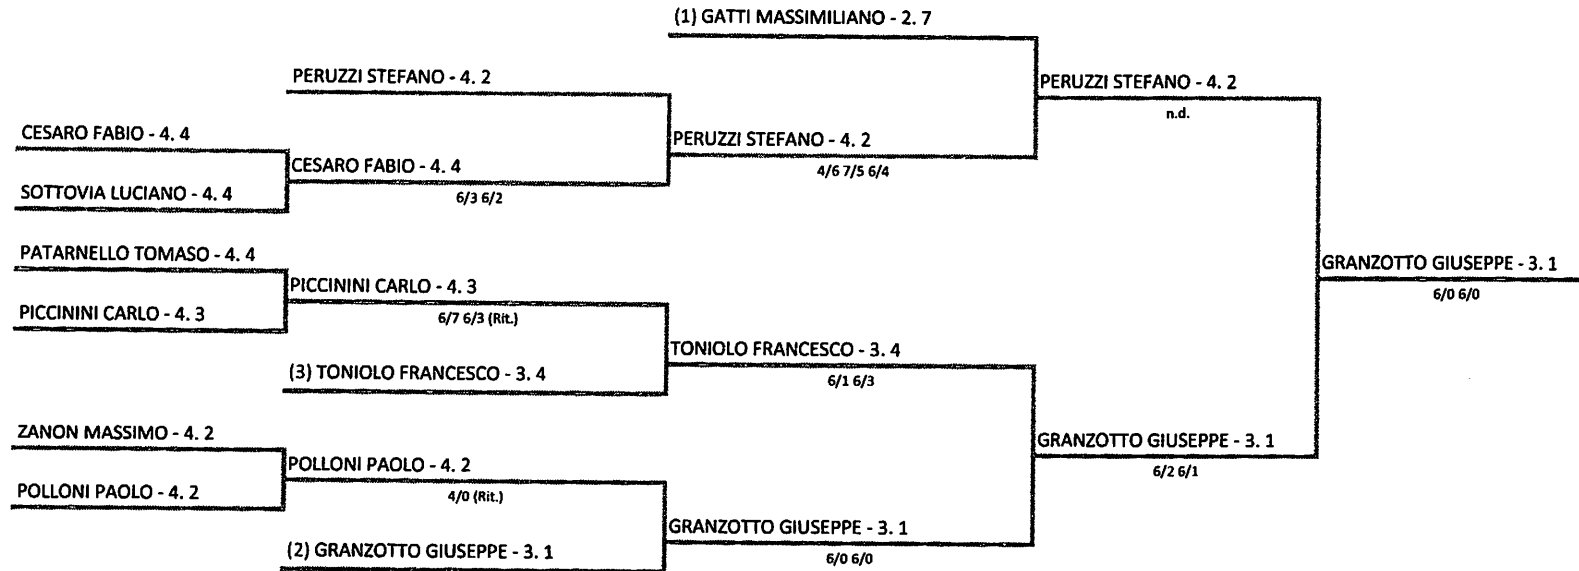 (1) GATTI MASSIMILIANO - 2. 7
PERUZZI STEFANO - 4. 2
PERUZZI STEFANO - 4. 2
n.d.
CESARO FABIO - 4. 4
PERUZZI STEFANO - 4. 2
4/6 7/5 6/4
CESARO FABIO - 4. 4
6/3 6/2
SOTTOVIA LUCIANO - 4. 4
PATARNELLO TOMASO - 4. 4
GRANZOTTO GIUSEPPE - 3. 1
6/0 6/0
PICCININI CARLO - 4. 3
6/7 6/3 (Rit.)
PICCININI CARLO - 4. 3
TONIOLO FRANCESCO - 3. 4
6/1 6/3
(3) TONIOLO FRANCESCO - 3. 4
ZANON MASSIMO - 4. 2
GRANZOTTO GIUSEPPE - 3. 1
6/2 6/1
POLLONI PAOLO - 4. 2
4/0 (Rit.)
POLLONI PAOLO - 4. 2
GRANZOTTO GIUSEPPE - 3. 1
6/0 6/0
(2) GRANZOTTO GIUSEPPE - 3. 1